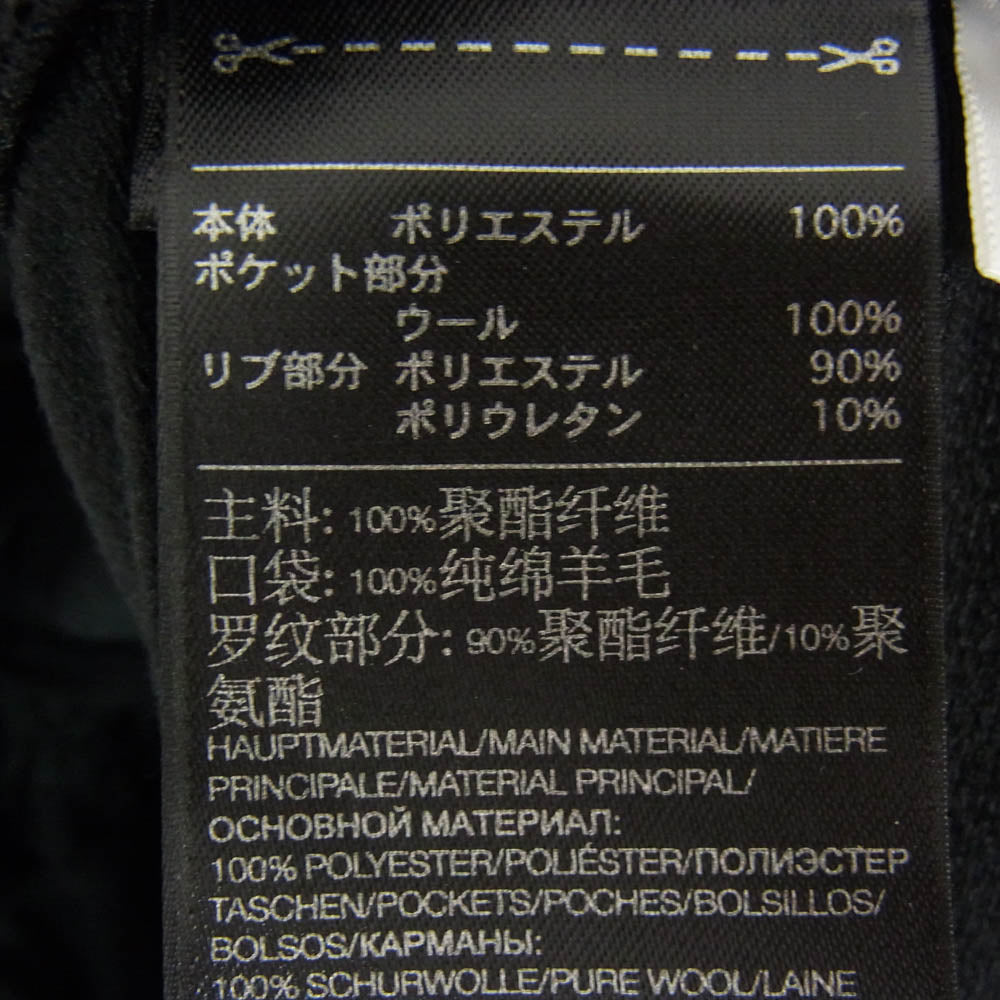 本体 ポリエステル 100%
ポケット部分
ウール 100%
リブ部分 ポリエステル 90%
ポリウレタン 10%
主料: 100%聚酯纤维
口袋: 100%纯绵羊毛
罗纹部分: 90%聚酯纤维/10%聚
氨酯
HAUPTMATERIAL/MAIN MATERIAL/MATIERE
PRINCIPALE/MATERIAL PRINCIPAL/
ОСНОВНОЙ МАТЕРИАЛ:
100% POLYESTER/POLIÉSTER/ПОЛИЭСТЕР
TASCHEN/POCKETS/POCHES/BOLSILLOS/
BOLSOS/КАРМАНЫ:
100% SCHURWOLLE/PURE WOOL/LAINE